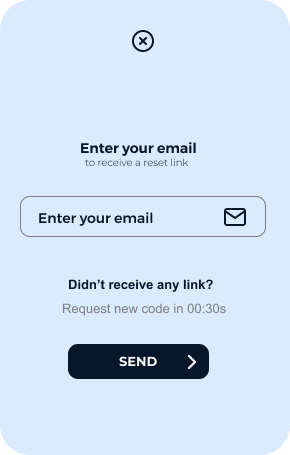 Enter your email
to receive a reset link
Enter your email
Didn't receive any link?
Request new code in 00:30s
SEND